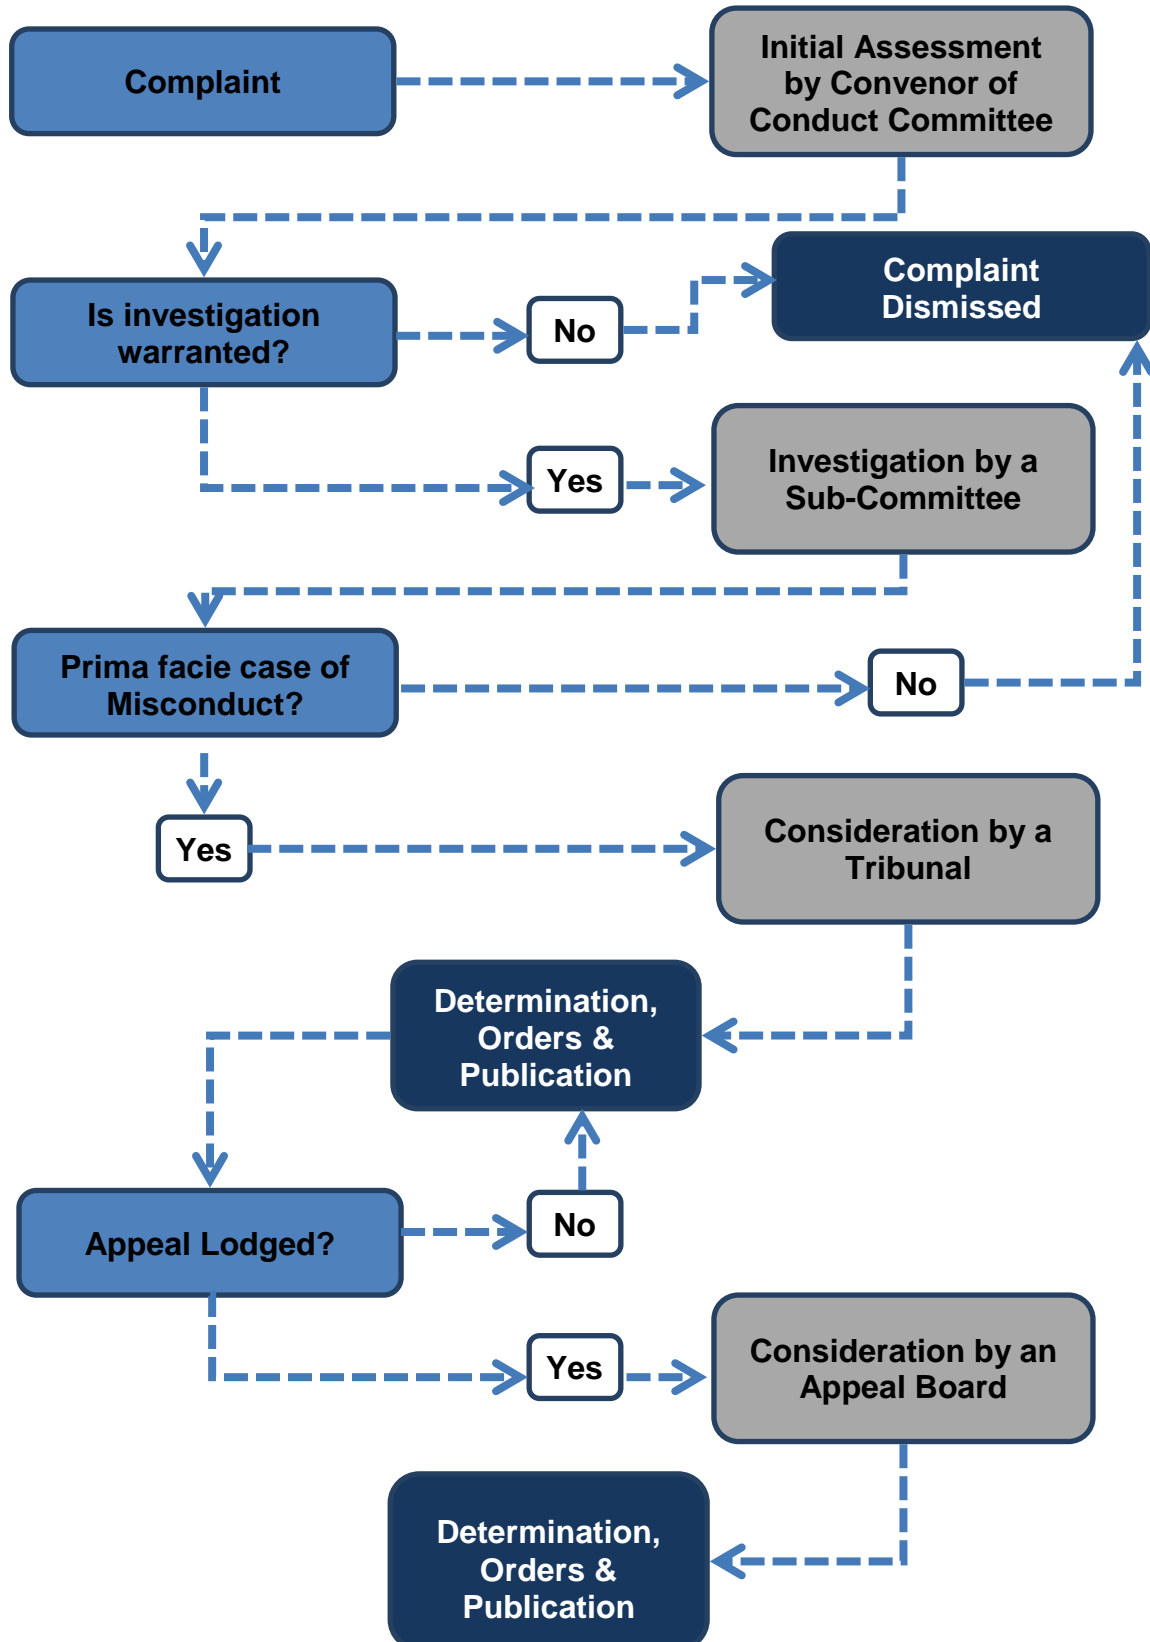 Complaint
Initial Assessment
by Convenor of
Conduct Committee
Is investigation
warranted?
No
Complaint
Dismissed
Yes
Investigation by a
Sub-Committee
Prima facie case of
Misconduct?
No
Yes
Consideration by a
Tribunal
Determination,
Orders &
Publication
Appeal Lodged?
No
Yes
Consideration by an
Appeal Board
Determination,
Orders &
Publication